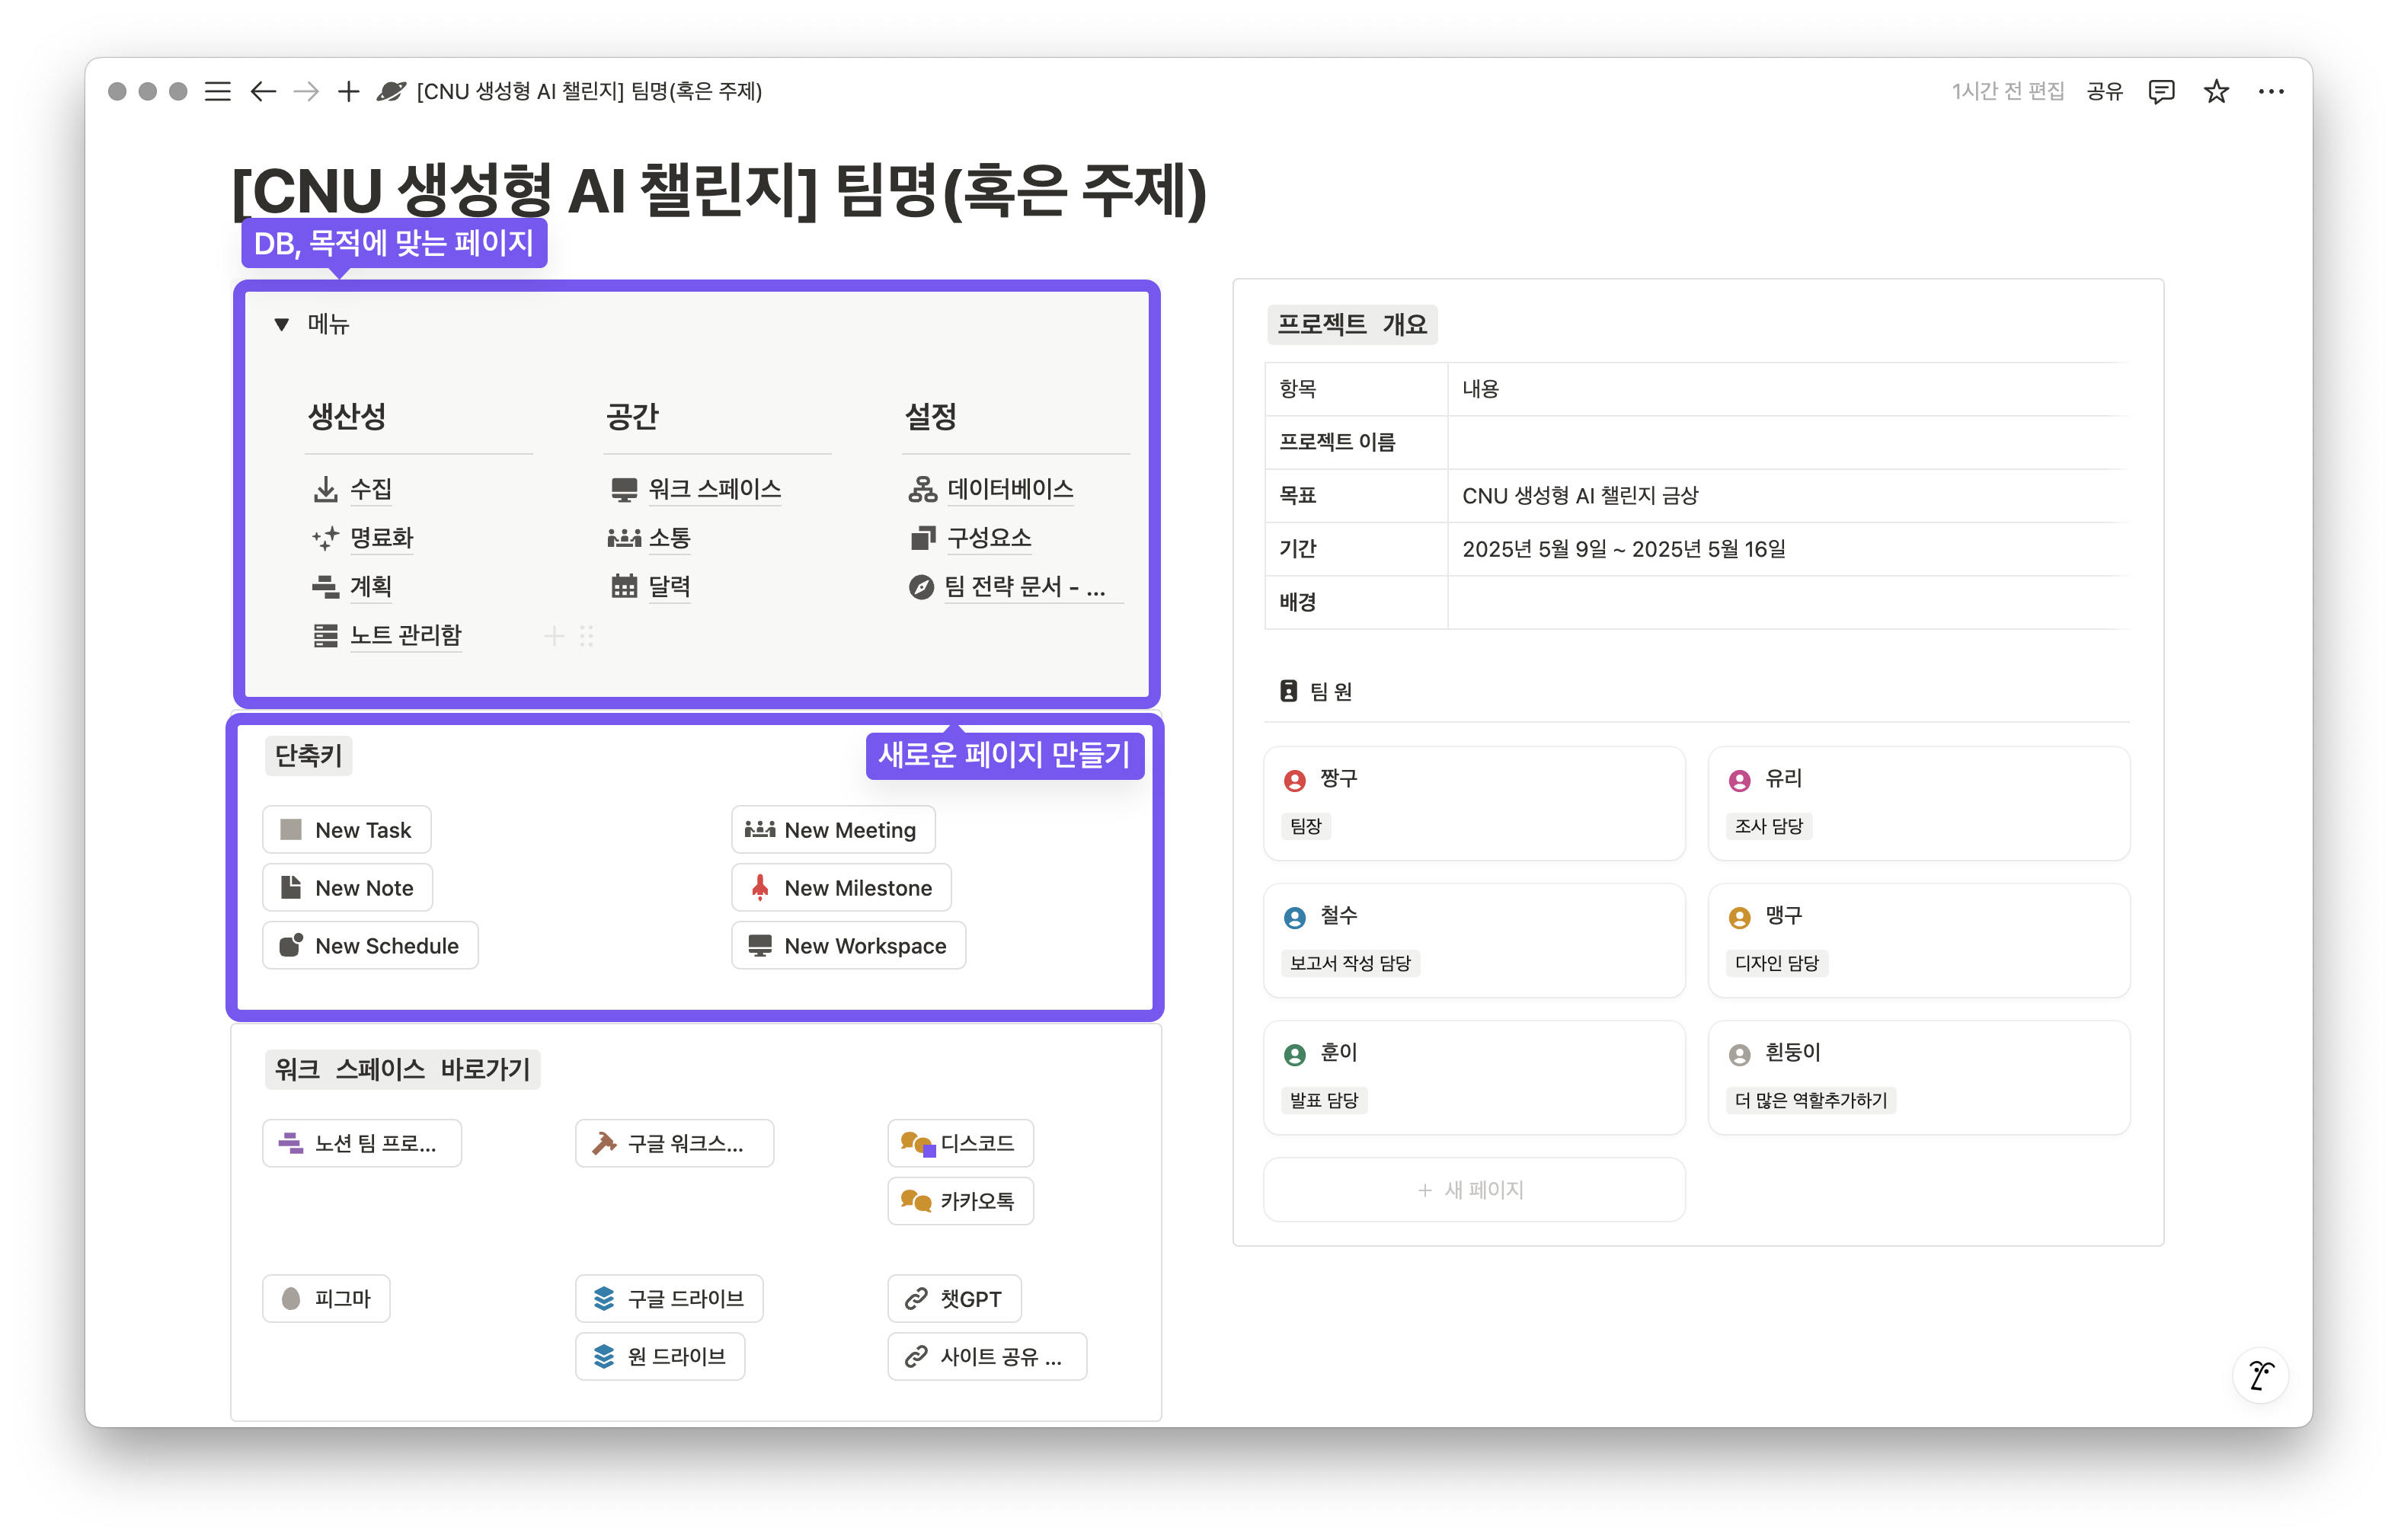 [CNU 생성형 AI 챌린지] 팀명(혹은 주제)
1시간 전 편집
공유
[CNU 생성형 AI 챌린지] 팀명(혹은 주제)
DB, 목적에 맞는 페이지
메뉴
생산성
수집
명료화
계획
노트 관리함
공간
워크 스페이스
소통
달력
설정
데이터베이스
구성요소
팀 전략 문서 - ...
단축키
새로운 페이지 만들기
New Task
New Note
New Schedule
New Meeting
New Milestone
New Workspace
워크 스페이스 바로가기
노션 팀 프로...
구글 워크스...
디스코드
카카오톡
피그마
구글 드라이브
원 드라이브
챗GPT
사이트 공유 ...
프로젝트 개요
항목 내용
프로젝트 이름
목표 CNU 생성형 AI 챌린지 금상
기간 2025년 5월 9일 ~ 2025년 5월 16일
배경
팀 원
짱구
팀장
유리
조사 담당
철수
보고서 작성 담당
맹구
디자인 담당
훈이
발표 담당
흰둥이
더 많은 역할추가하기
+ 새 페이지